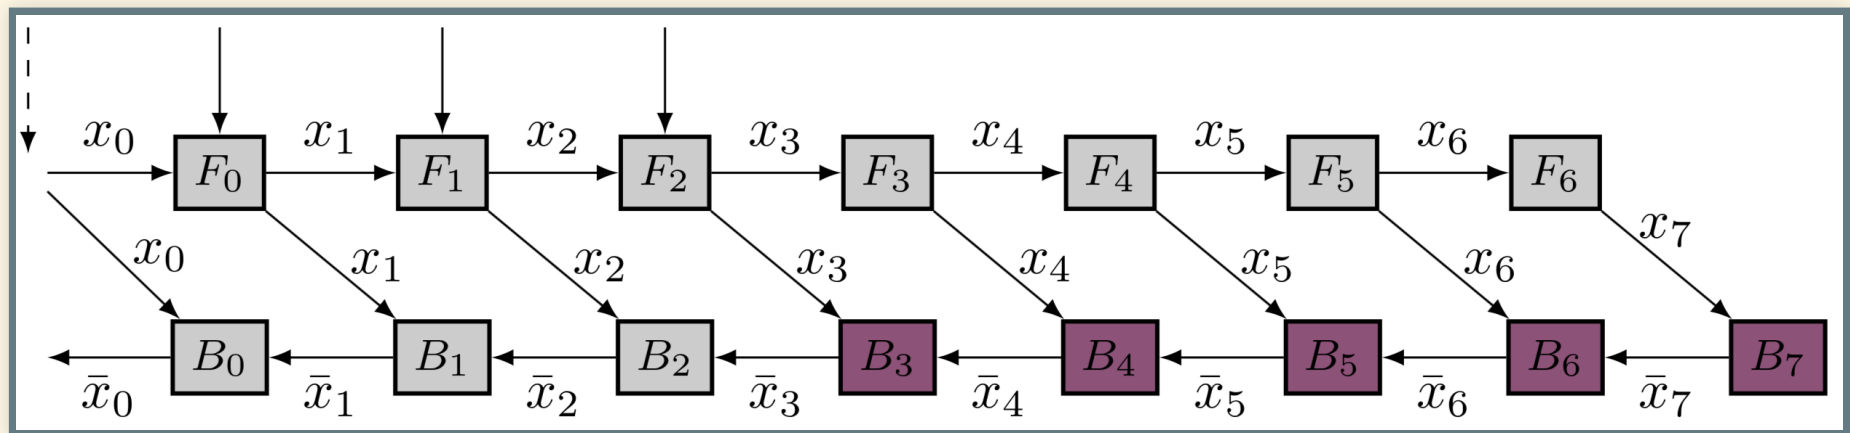 x₀ F₀ x₁ F₁ x₂ F₂ x₃ F₃ x₄ F₄ x₅ F₅ x₆ F₆
x₀ x₁ x₂ x₃ x₄ x₅ x₆ x₇
B₀ B₁ B₂ B₃ B₄ B₅ B₆ B₇
x̄₀ x̄₁ x̄₂ x̄₃ x̄₄ x̄₅ x̄₆ x̄₇